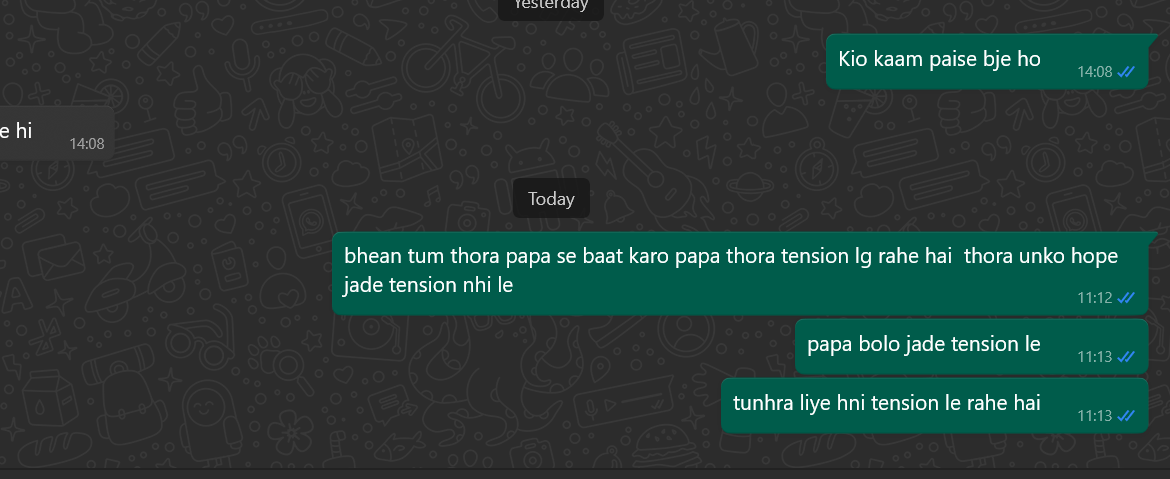 Yesterday
Kio kaam paise bje ho
14:08
e hi
14:08
Today
bhean tum thora papa se baat karo papa thora tension lg rahe hai thora unko hope
jade tension nhi le
11:12
papa bolo jade tension le
11:13
tunhra liye hni tension le rahe hai
11:13